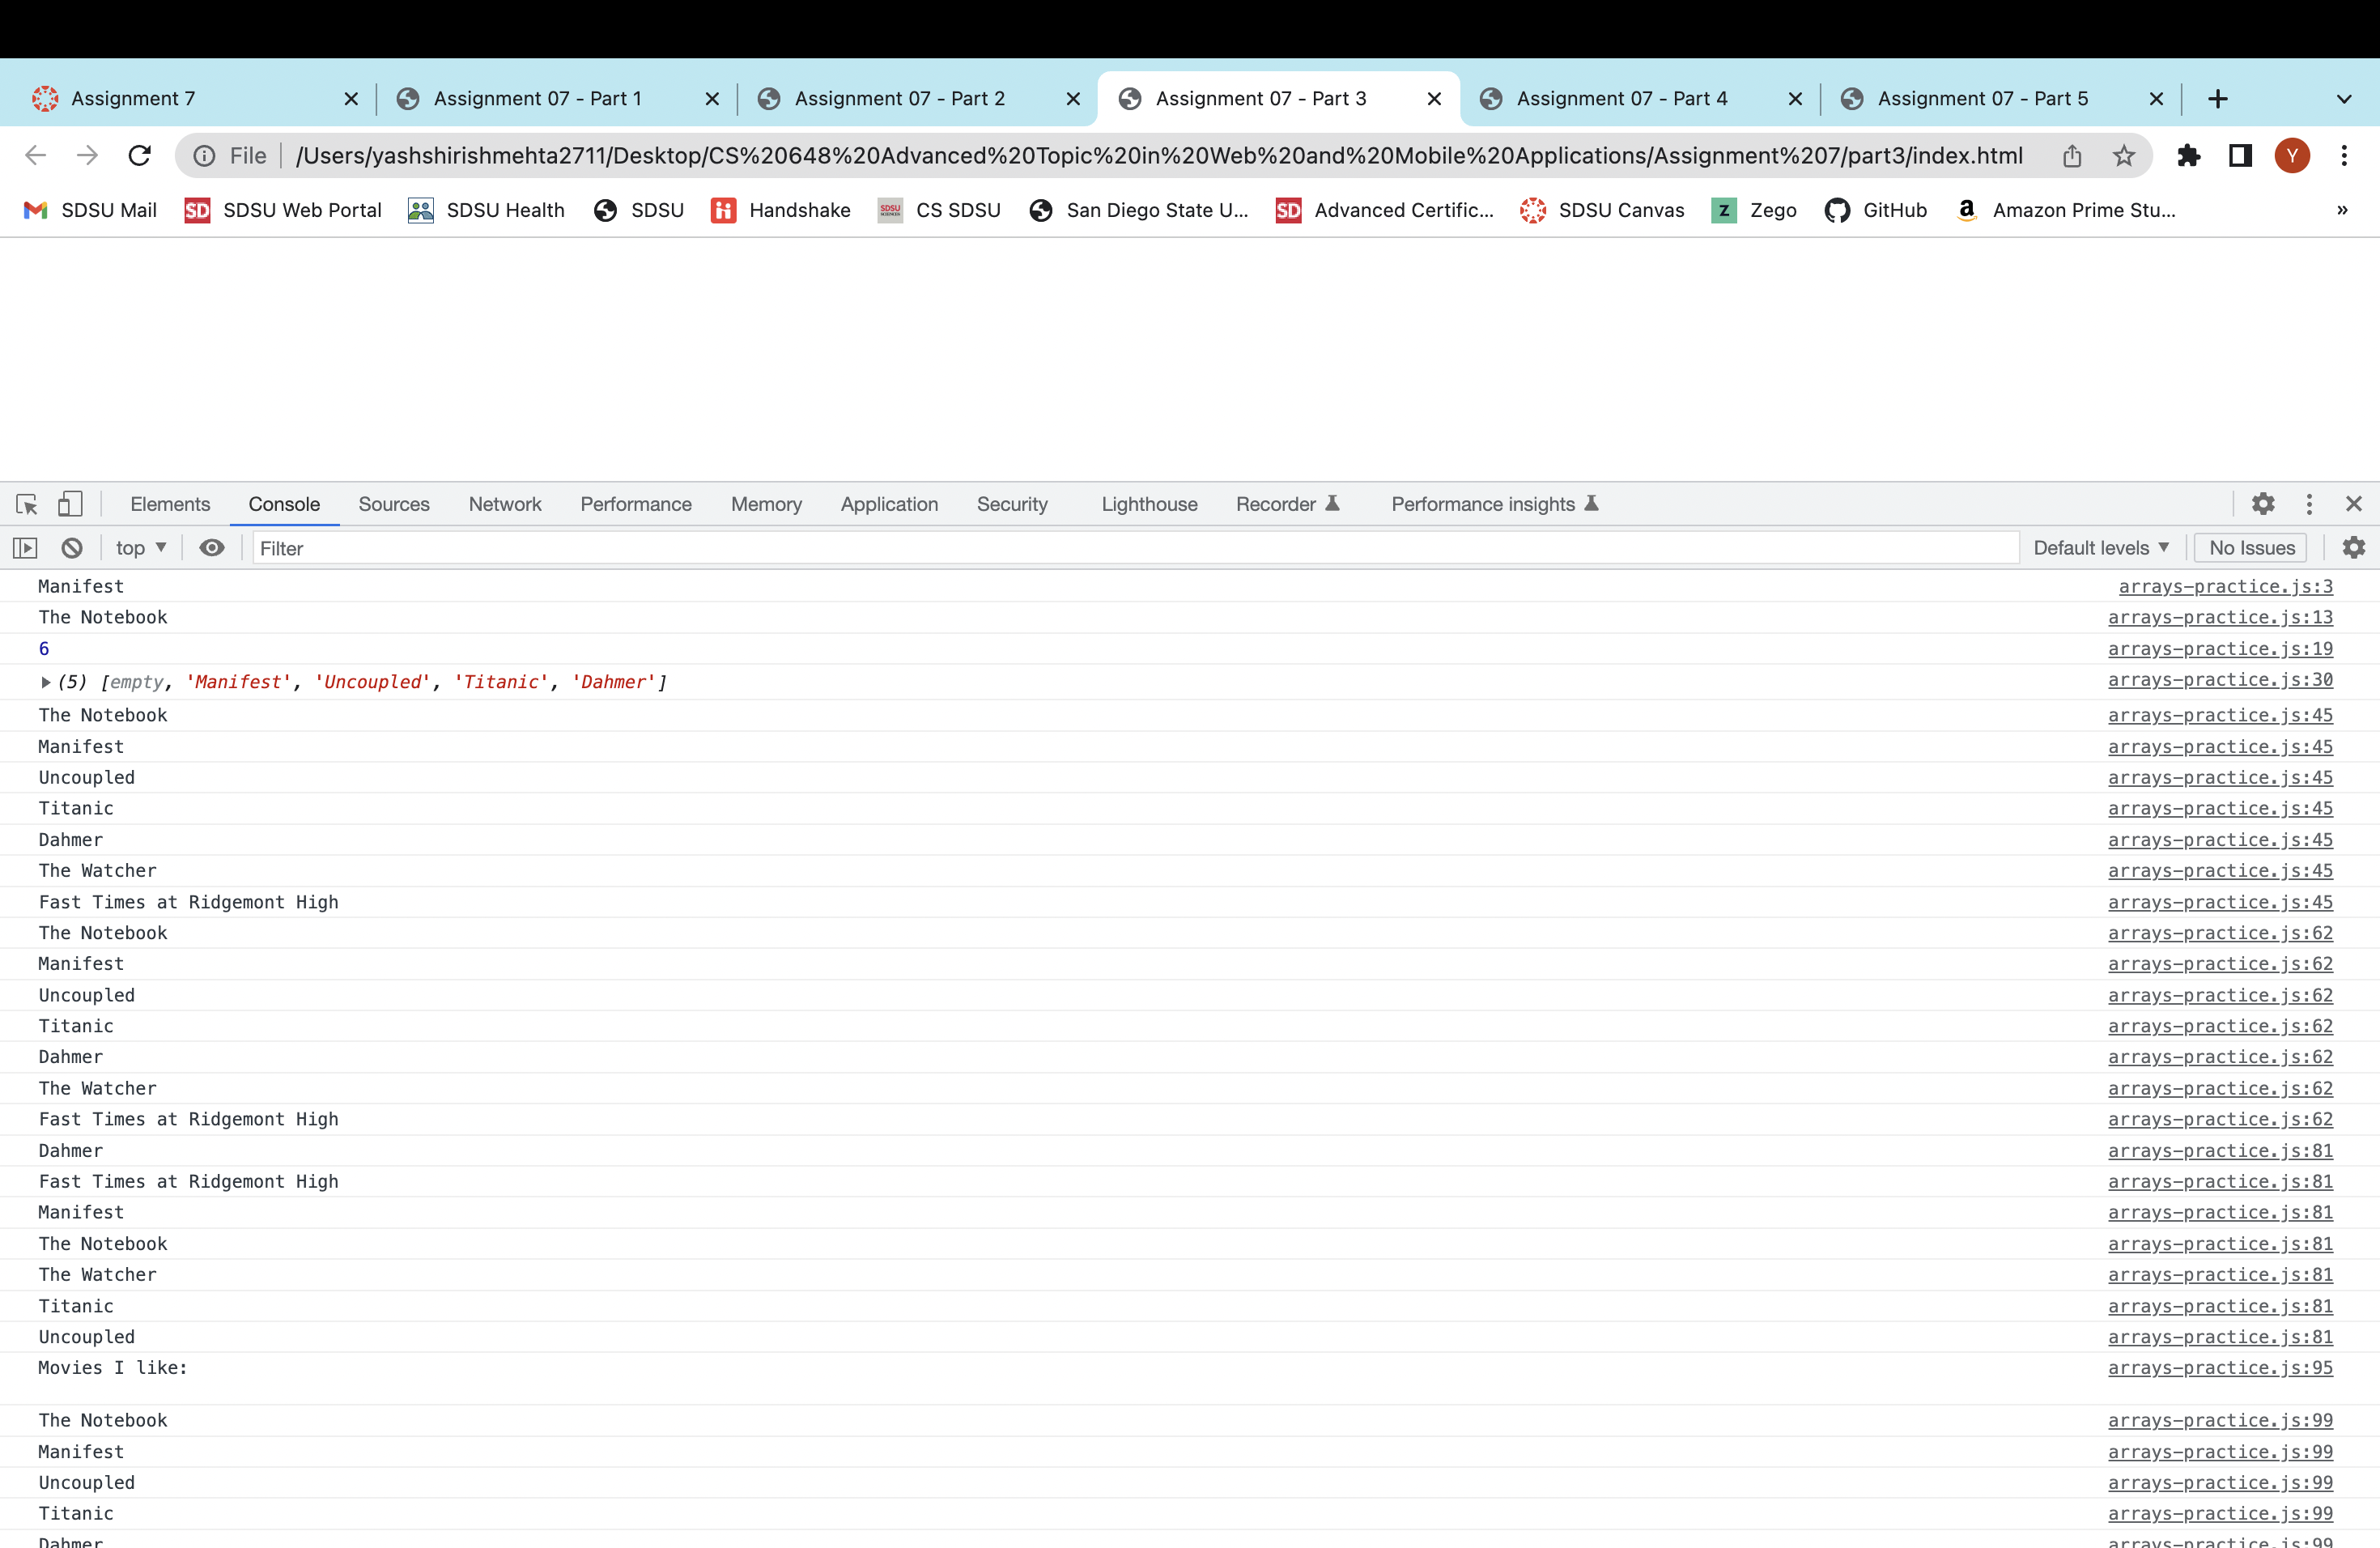 Assignment 7 Assignment 07 - Part 1 Assignment 07 - Part 2 Assignment 07 - Part 3 Assignment 07 - Part 4 Assignment 07 - Part 5
File /Users/yashshirishmehta2711/Desktop/CS%20648%20Advanced%20Topic%20in%20Web%20and%20Mobile%20Applications/Assignment%207/part3/index.html Y
SDSU Mail SD SDSU Web Portal SDSU Health SDSU Handshake CS SDSU San Diego State U... SD Advanced Certific... SDSU Canvas Z Zego GitHub a Amazon Prime Stu... »
Elements Console Sources Network Performance Memory Application Security Lighthouse Recorder Performance insights
top Filter Default levels No Issues
Manifest arrays-practice.js:3
The Notebook arrays-practice.js:13
6 arrays-practice.js:19
(5) [empty, 'Manifest', 'Uncoupled', 'Titanic', 'Dahmer'] arrays-practice.js:30
The Notebook arrays-practice.js:45
Manifest arrays-practice.js:45
Uncoupled arrays-practice.js:45
Titanic arrays-practice.js:45
Dahmer arrays-practice.js:45
The Watcher arrays-practice.js:45
Fast Times at Ridgemont High arrays-practice.js:45
The Notebook arrays-practice.js:62
Manifest arrays-practice.js:62
Uncoupled arrays-practice.js:62
Titanic arrays-practice.js:62
Dahmer arrays-practice.js:62
The Watcher arrays-practice.js:62
Fast Times at Ridgemont High arrays-practice.js:62
Dahmer arrays-practice.js:81
Fast Times at Ridgemont High arrays-practice.js:81
Manifest arrays-practice.js:81
The Notebook arrays-practice.js:81
The Watcher arrays-practice.js:81
Titanic arrays-practice.js:81
Uncoupled arrays-practice.js:81
Movies I like: arrays-practice.js:95
The Notebook arrays-practice.js:99
Manifest arrays-practice.js:99
Uncoupled arrays-practice.js:99
Titanic arrays-practice.js:99
Dahmer arrays-practice.js:99